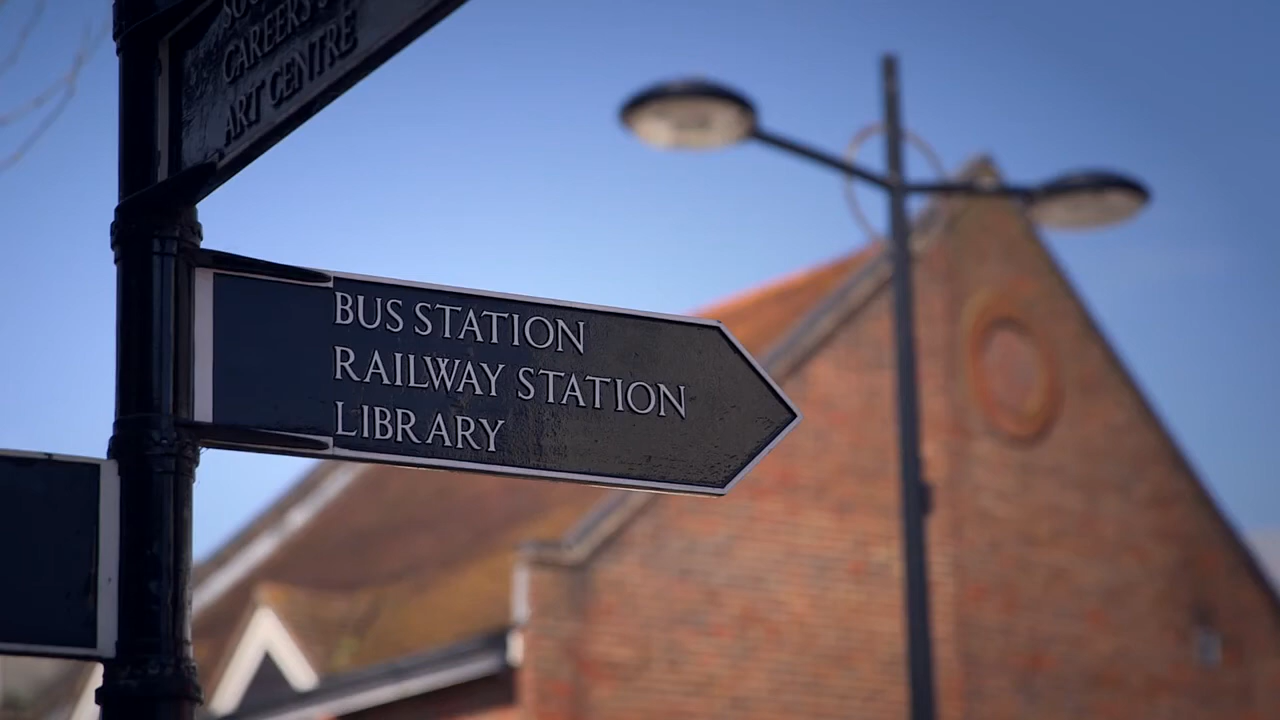 CAREERS
ART CENTRE
BUS STATION
RAILWAY STATION
LIBRARY